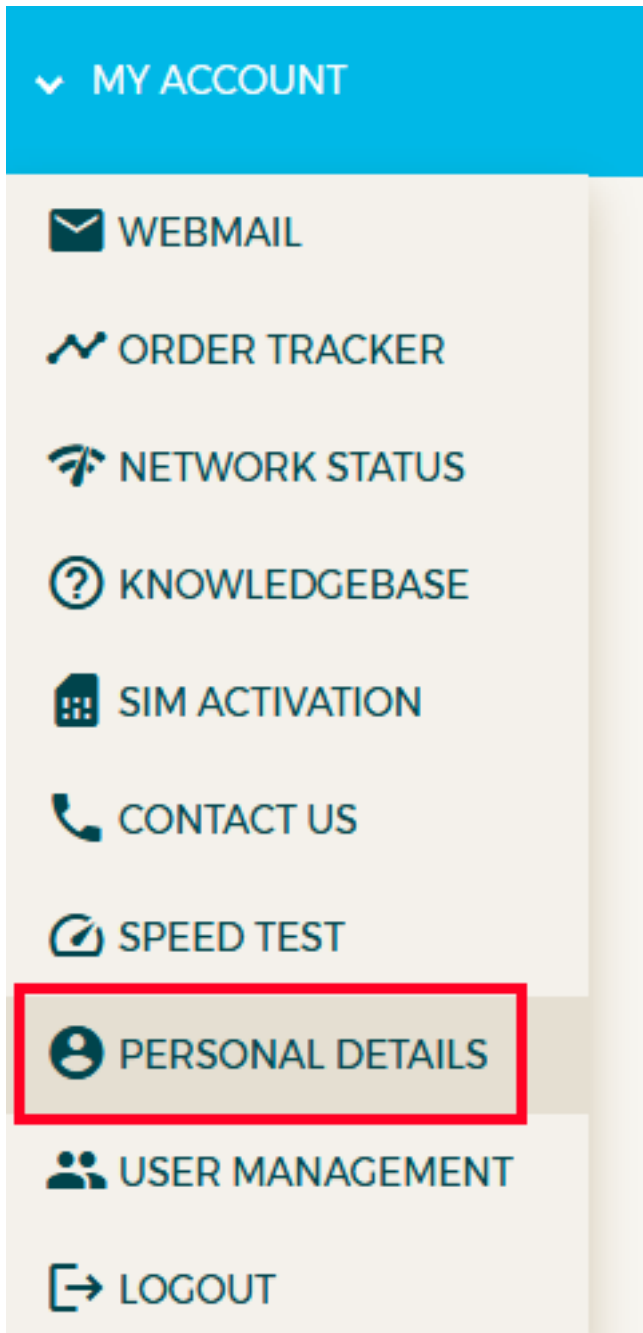 MY ACCOUNT
WEBMAIL
ORDER TRACKER
NETWORK STATUS
KNOWLEDGEBASE
SIM ACTIVATION
CONTACT US
SPEED TEST
PERSONAL DETAILS
USER MANAGEMENT
LOGOUT